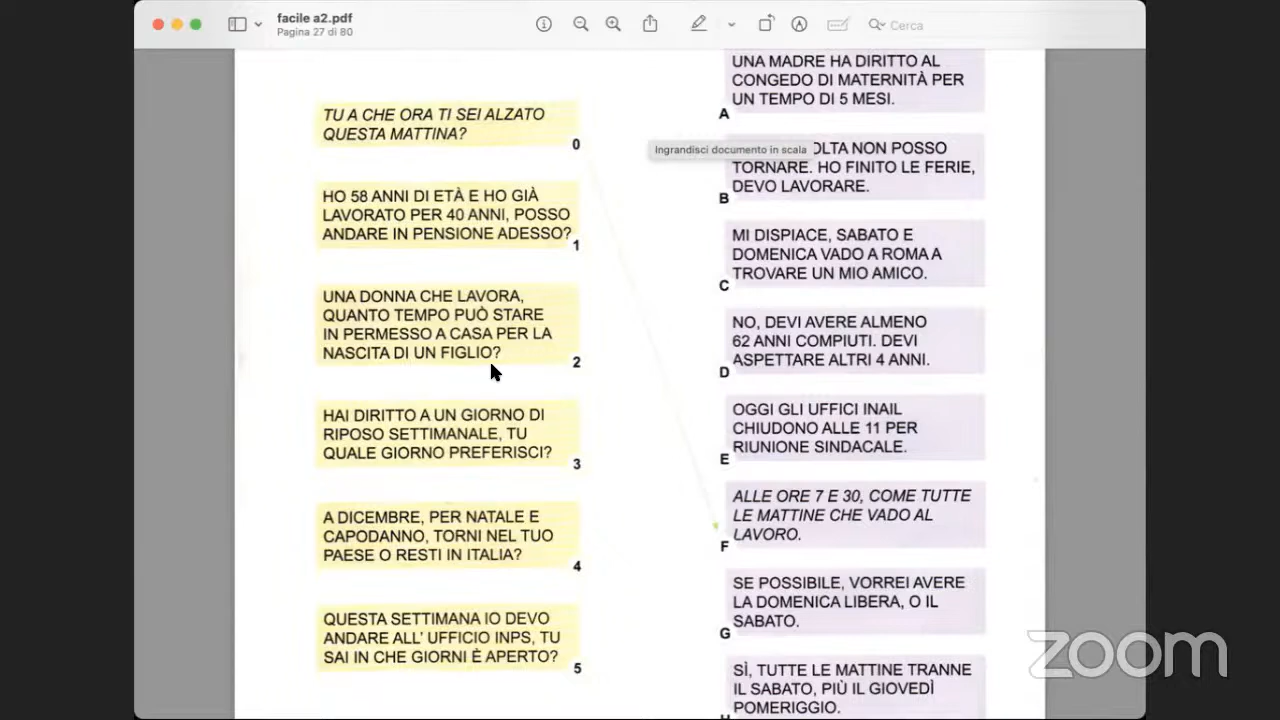 facile a2.pdf
Pagina 27 di 80
Cerca
TU A CHE ORA TI SEI ALZATO
QUESTA MATTINA?
0
HO 58 ANNI DI ETÀ E HO GIÀ
LAVORATO PER 40 ANNI, POSSO
ANDARE IN PENSIONE ADESSO?
1
UNA DONNA CHE LAVORA,
QUANTO TEMPO PUÒ STARE
IN PERMESSO A CASA PER LA
NASCITA DI UN FIGLIO?
2
HAI DIRITTO A UN GIORNO DI
RIPOSO SETTIMANALE, TU
QUALE GIORNO PREFERISCI?
3
A DICEMBRE, PER NATALE E
CAPODANNO, TORNI NEL TUO
PAESE O RESTI IN ITALIA?
4
QUESTA SETTIMANA IO DEVO
ANDARE ALL' UFFICIO INPS, TU
SAI IN CHE GIORNI È APERTO?
5
UNA MADRE HA DIRITTO AL
CONGEDO DI MATERNITÀ PER
UN TEMPO DI 5 MESI.
A
Ingrandisci documento in scala
NON POSSO
TORNARE. HO FINITO LE FERIE,
DEVO LAVORARE.
B
MI DISPIACE, SABATO E
DOMENICA VADO A ROMA A
TROVARE UN MIO AMICO.
C
NO, DEVI AVERE ALMENO
62 ANNI COMPIUTI. DEVI
ASPETTARE ALTRI 4 ANNI.
D
OGGI GLI UFFICI INAIL
CHIUDONO ALLE 11 PER
RIUNIONE SINDACALE.
E
ALLE ORE 7 E 30, COME TUTTE
LE MATTINE CHE VADO AL
LAVORO.
F
SE POSSIBILE, VORREI AVERE
LA DOMENICA LIBERA, O IL
SABATO.
G
SÌ, TUTTE LE MATTINE TRANNE
IL SABATO, PIÙ IL GIOVEDÌ
POMERIGGIO.
zoom